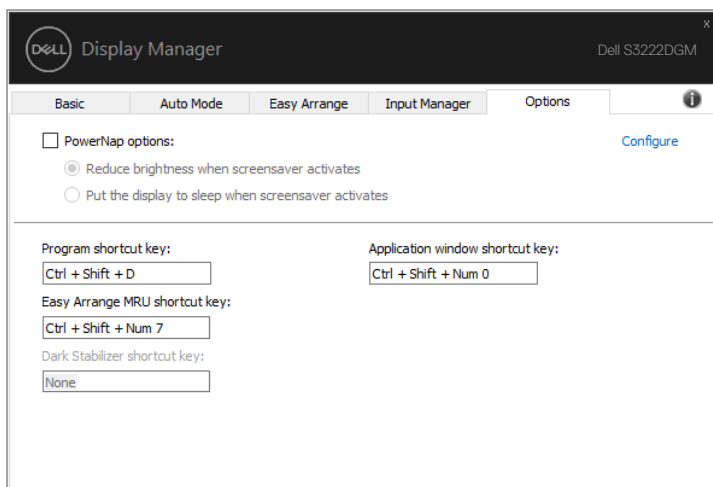 x
DELL Display Manager
Dell S3222DGM
Basic Auto Mode Easy Arrange Input Manager Options i
PowerNap options: Configure
Reduce brightness when screensaver activates
Put the display to sleep when screensaver activates
Program shortcut key: Application window shortcut key:
Ctrl + Shift + D Ctrl + Shift + Num 0
Easy Arrange MRU shortcut key:
Ctrl + Shift + Num 7
Dark Stabilizer shortcut key:
None